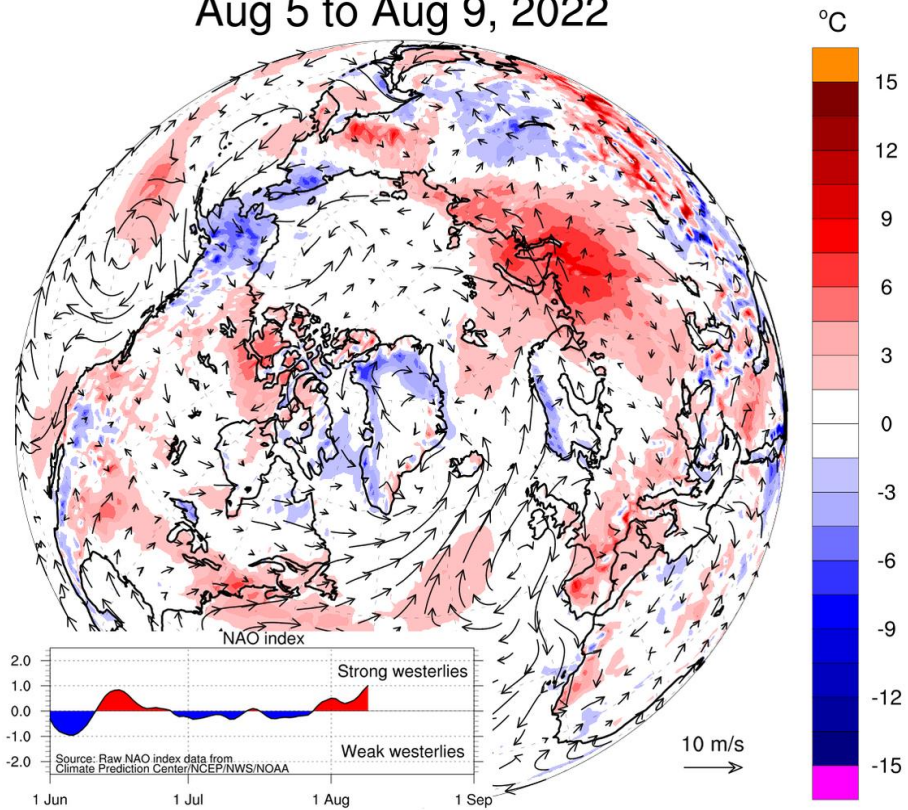 Aug 5 to Aug 9, 2022
°C
15
12
9
6
3
0
-3
-6
-9
-12
-15
NAO index
2.0
1.0
0.0
-1.0
-2.0
Strong westerlies
Weak westerlies
Source: Raw NAO index data from
Climate Prediction Center/NCEP/NWS/NOAA
1 Jun
1 Jul
1 Aug
1 Sep
10 m/s